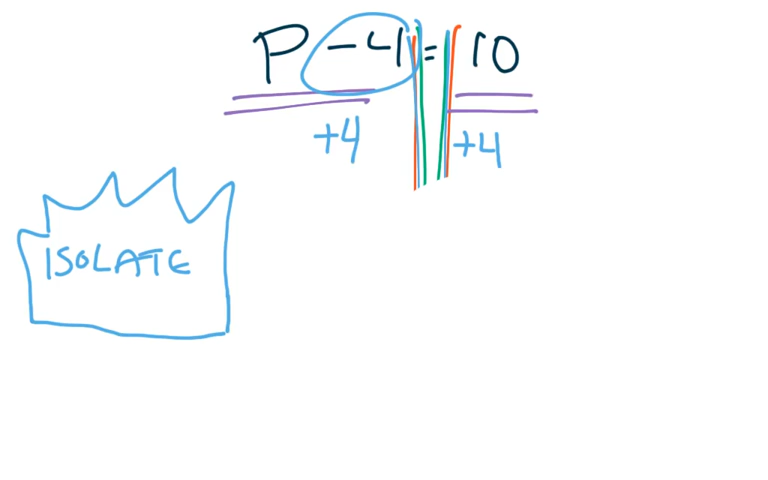 P - 4 = 10
+4 +4
ISOLATE